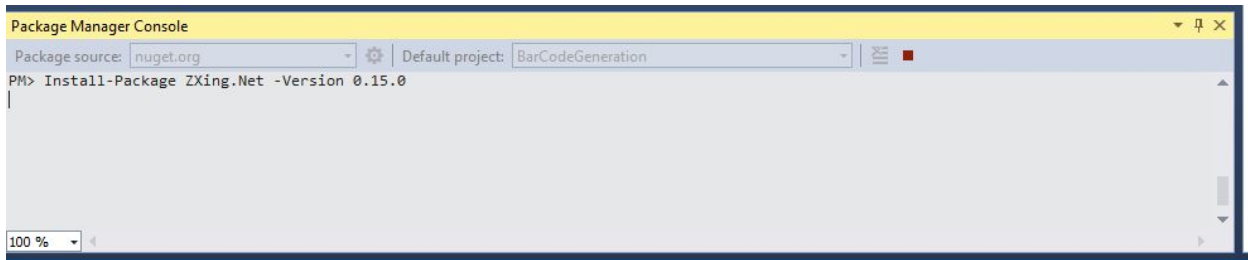 Package Manager Console
Package source: nuget.org Default project: BarCodeGeneration
PM> Install-Package ZXing.Net -Version 0.15.0
100 %